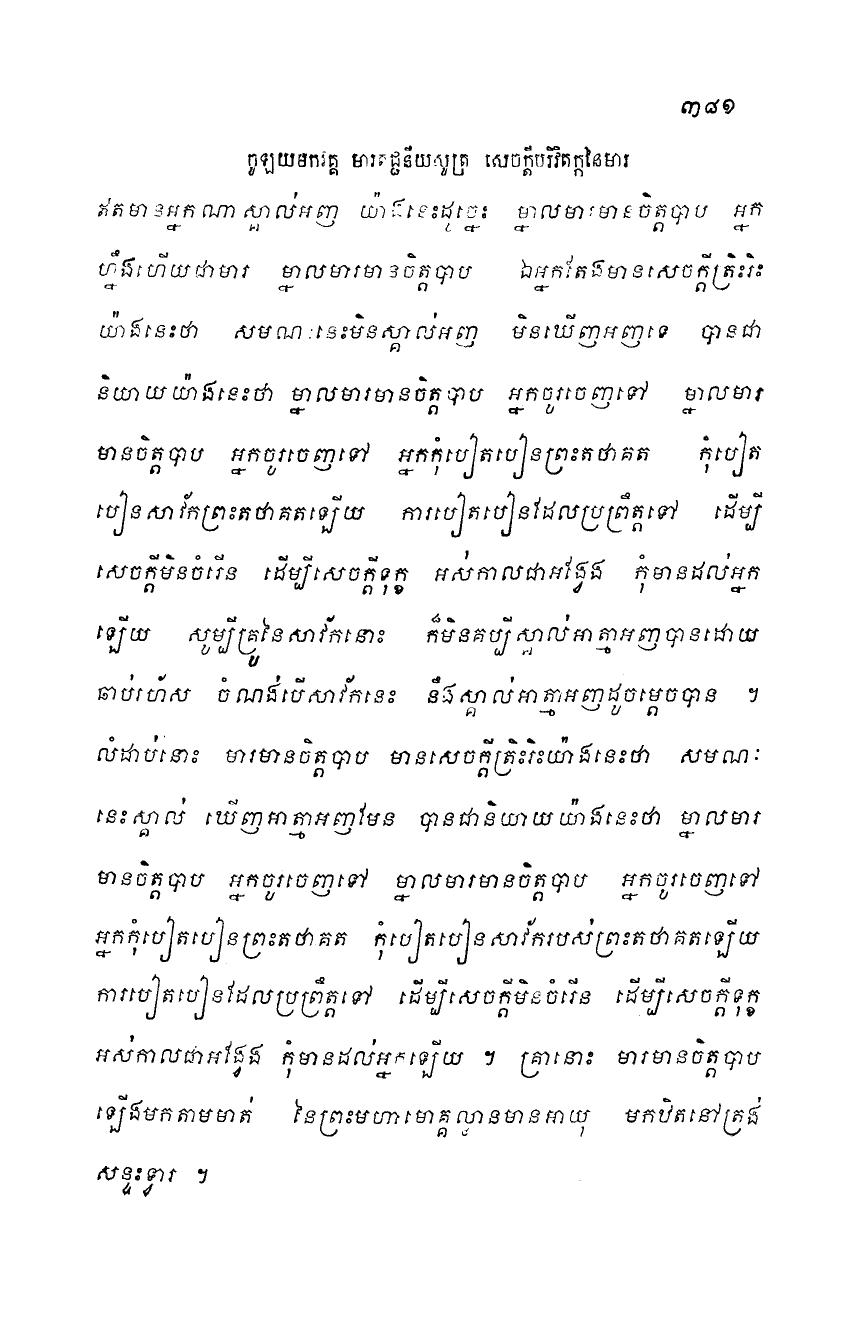 ៣៨១
ចូឡយមកវគ្គ មារតជ្ជនីយសូត្រ សេចក្តីបរិវិតក្កនៃមារ
ឥតមានអ្នកណាស្គាល់អញ យ៉ាងនេះដូច្នេះ ម្នាលមារមានចិត្តបាប អ្នក
ហ្នឹងហើយជាមារ ម្នាលមារមានចិត្តបាប ឯអ្នកតែងមានសេចក្តីត្រិះរិះ
យ៉ាងនេះថា សមណៈនេះមិនស្គាល់អញ មិនឃើញអញទេ បានជា
និយាយយ៉ាងនេះថា ម្នាលមារមានចិត្តបាប អ្នកចូរចេញទៅ ម្នាលមារ
មានចិត្តបាប អ្នកចូរចេញទៅ អ្នកកុំបៀតបៀនព្រះតថាគត កុំបៀត
បៀនសាវ័កព្រះតថាគតឡើយ ការបៀតបៀនដែលប្រព្រឹត្តទៅ ដើម្បី
សេចក្តីមិនចំរើន ដើម្បីសេចក្តីទុក្ខ អស់កាលជាអង្វែង កុំមានដល់អ្នក
ឡើយ សូម្បីគ្រូនៃសាវ័កនោះ ក៏មិនគប្បីស្គាល់អាត្មាអញបានដោយ
ឆាប់ហ័ស ចំណង់បើសាវ័កនេះ នឹងស្គាល់អាត្មាអញដូចម្តេចបាន ។
លំដាប់នោះ មារមានចិត្តបាប មានសេចក្តីត្រិះរិះយ៉ាងនេះថា សមណៈ
នេះស្គាល់ ឃើញអាត្មាអញមែន បានជានិយាយយ៉ាងនេះថា ម្នាលមារ
មានចិត្តបាប អ្នកចូរចេញទៅ ម្នាលមារមានចិត្តបាប អ្នកចូរចេញទៅ
អ្នកកុំបៀតបៀនព្រះតថាគត កុំបៀតបៀនសាវ័ករបស់ព្រះតថាគតឡើយ
ការបៀតបៀនដែលប្រព្រឹត្តទៅ ដើម្បីសេចក្តីមិនចំរើន ដើម្បីសេចក្តីទុក្ខ
អស់កាលជាអង្វែង កុំមានដល់អ្នកឡើយ ។ គ្រានោះ មារមានចិត្តបាប
ឡើងមកតាមមាត់ នៃព្រះមហាមោគ្គល្លានមានអាយុ មកឋិតនៅត្រង់
សន្ទះទ្វារ ។